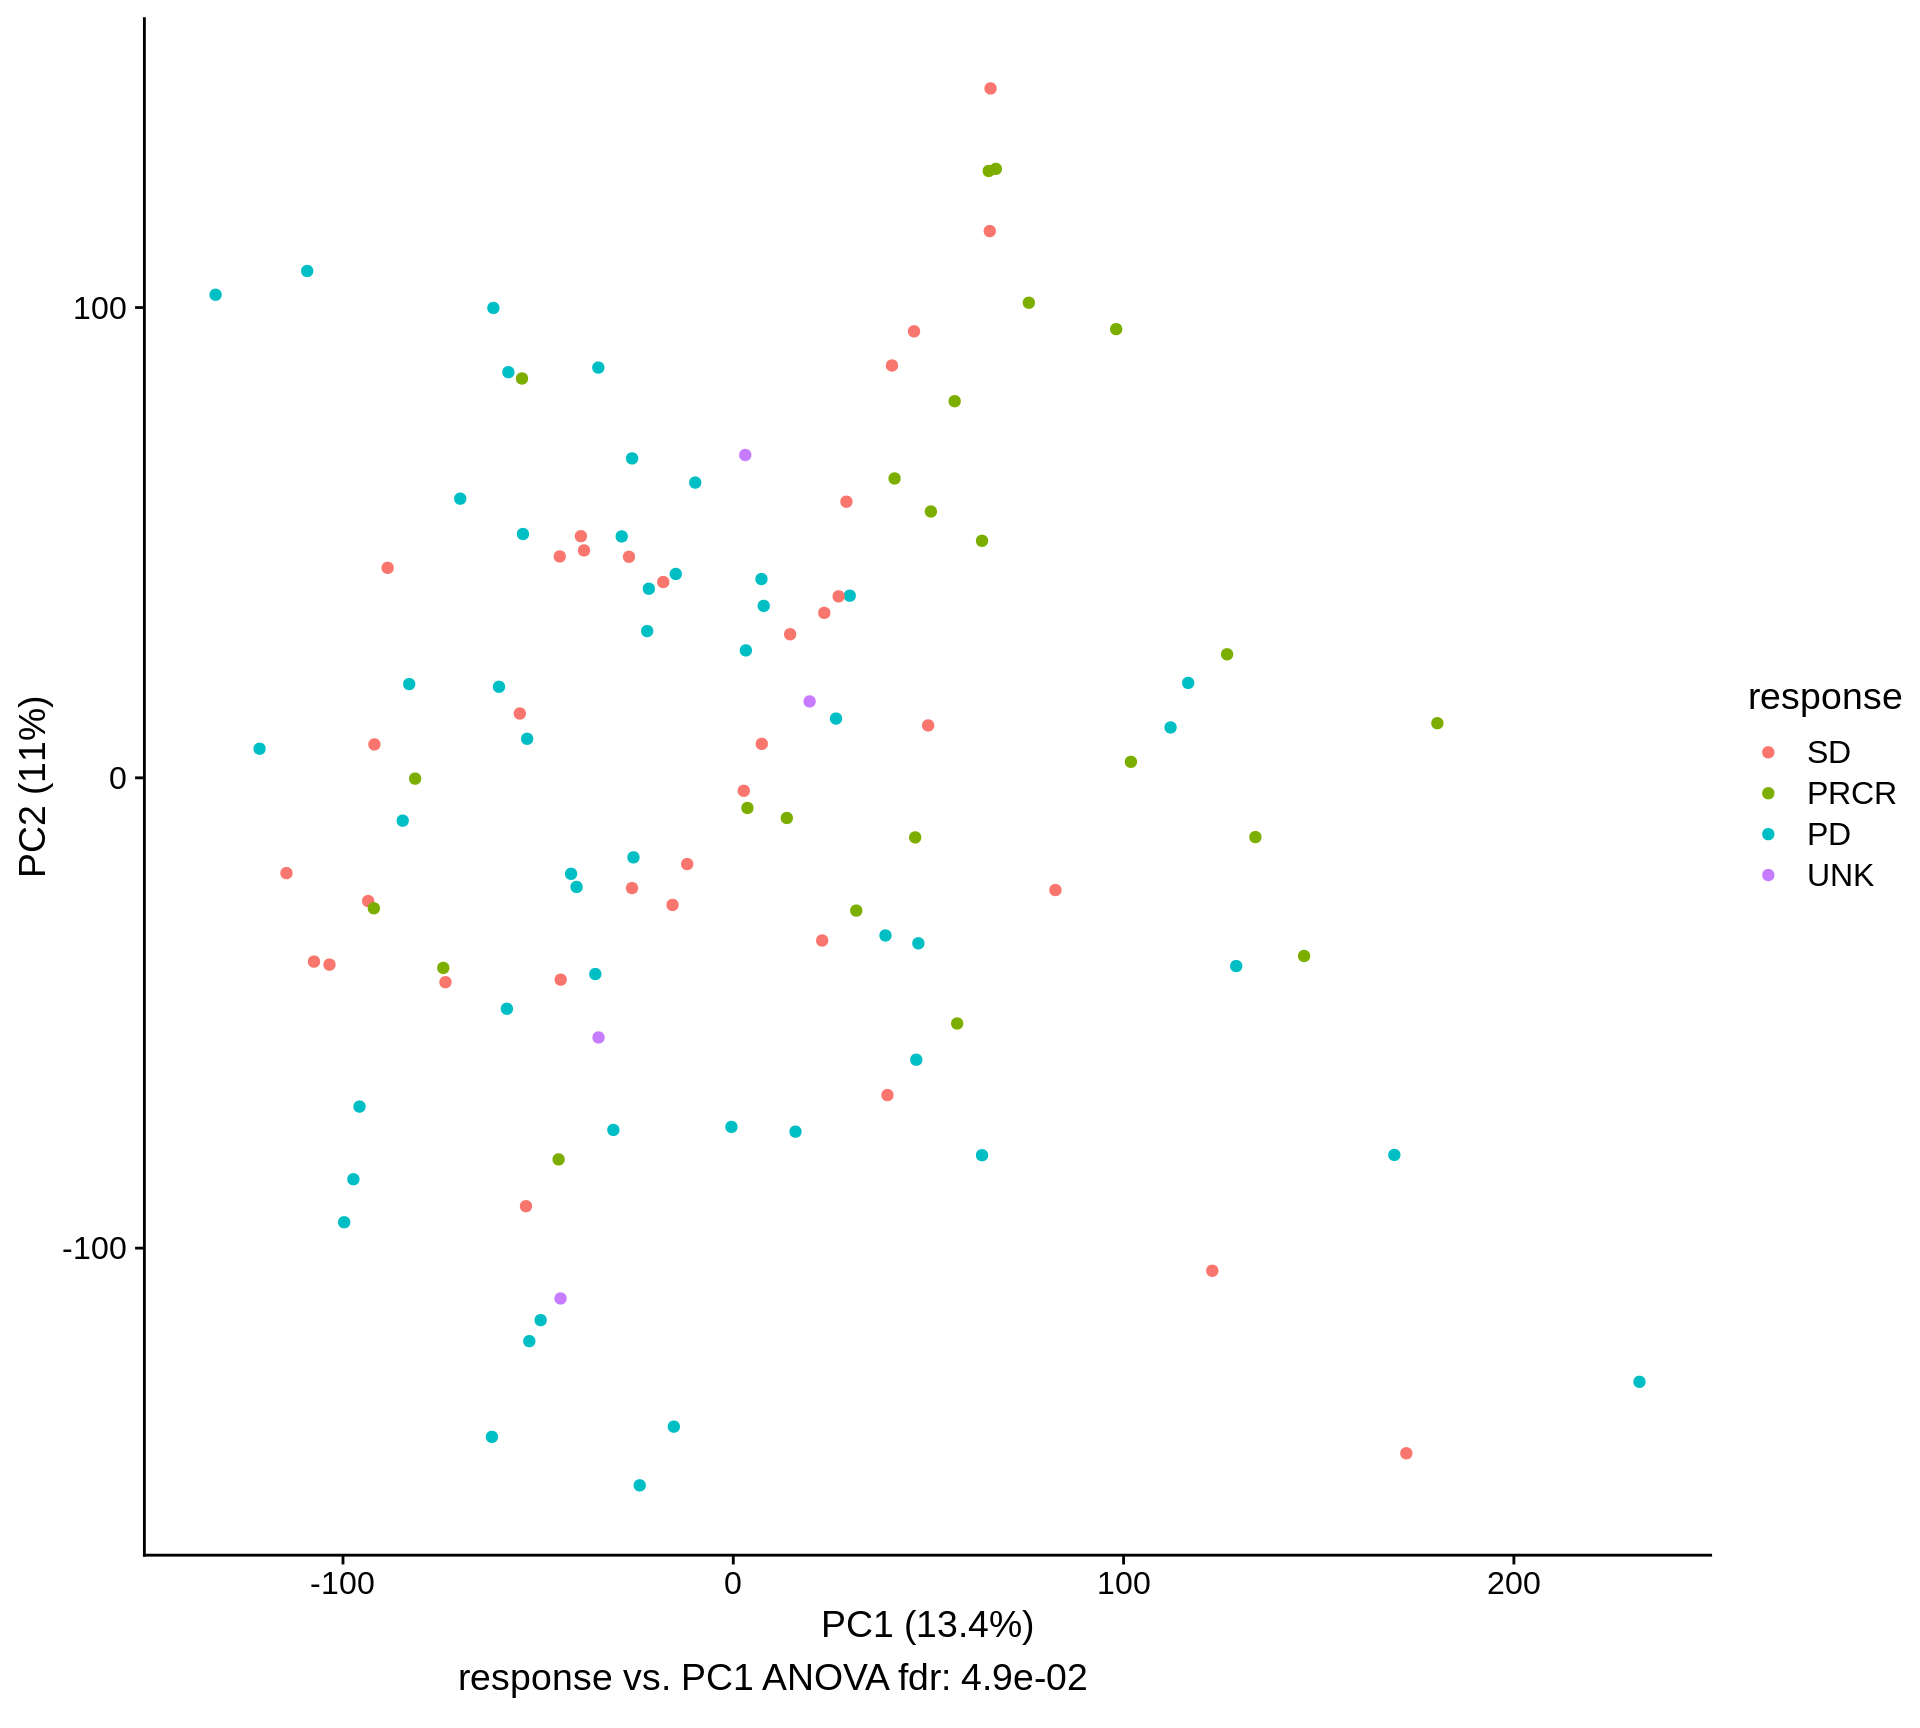 100
0
-100
PC2 (11%)
-100
0
100
200
PC1 (13.4%)
response vs. PC1 ANOVA fdr: 4.9e-02
response
SD
PRCR
PD
UNK